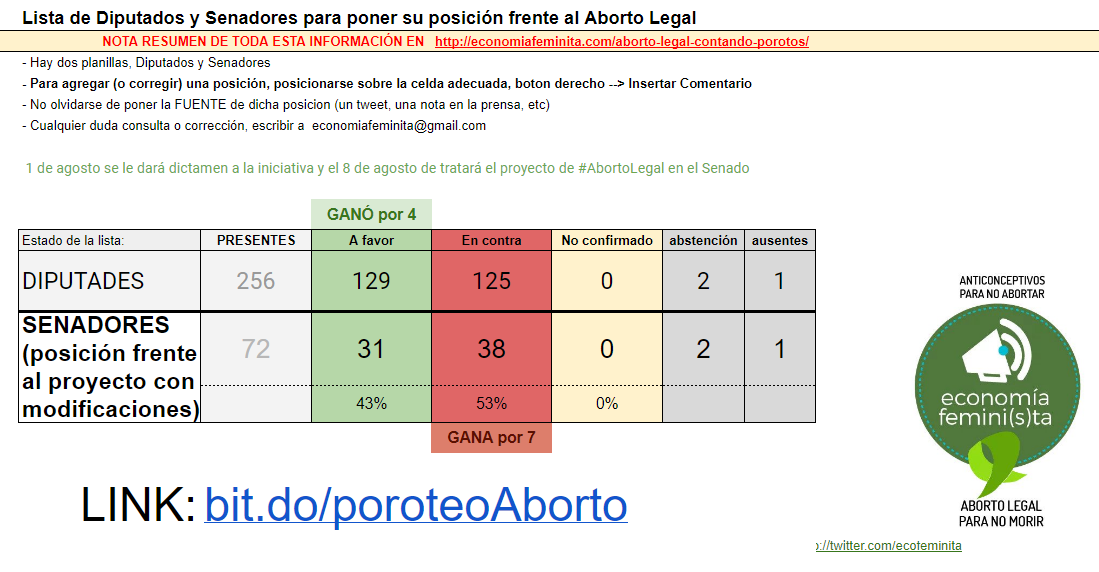 Lista de Diputados y Senadores para poner su posición frente al Aborto Legal
NOTA RESUMEN DE TODA ESTA INFORMACIÓN EN http://economiafeminita.com/aborto-legal-contando-porotos/
- Hay dos planillas, Diputados y Senadores
- Para agregar (o corregir) una posición, posicionarse sobre la celda adecuada, boton derecho --> Insertar Comentario
- No olvidarse de poner la FUENTE de dicha posicion (un tweet, una nota en la prensa, etc)
- Cualquier duda consulta o corrección, escribir a economiafeminita@gmail.com
1 de agosto se le dará dictamen a la iniciativa y el 8 de agosto de tratará el proyecto de #AbortoLegal en el Senado
GANÓ por 4
Estado de la lista: PRESENTES A favor En contra No confirmado abstención ausentes
DIPUTADES 256 129 125 0 2 1
SENADORES
(posición frente
al proyecto con
modificaciones)
72 31 38 0 2 1
43% 53% 0%
GANA por 7
LINK: bit.do/poroteoAborto
ANTICONCEPTIVOS
PARA NO ABORTAR
economía
femini(s)ta
ABORTO LEGAL
PARA NO MORIR
p://twitter.com/ecofeminita